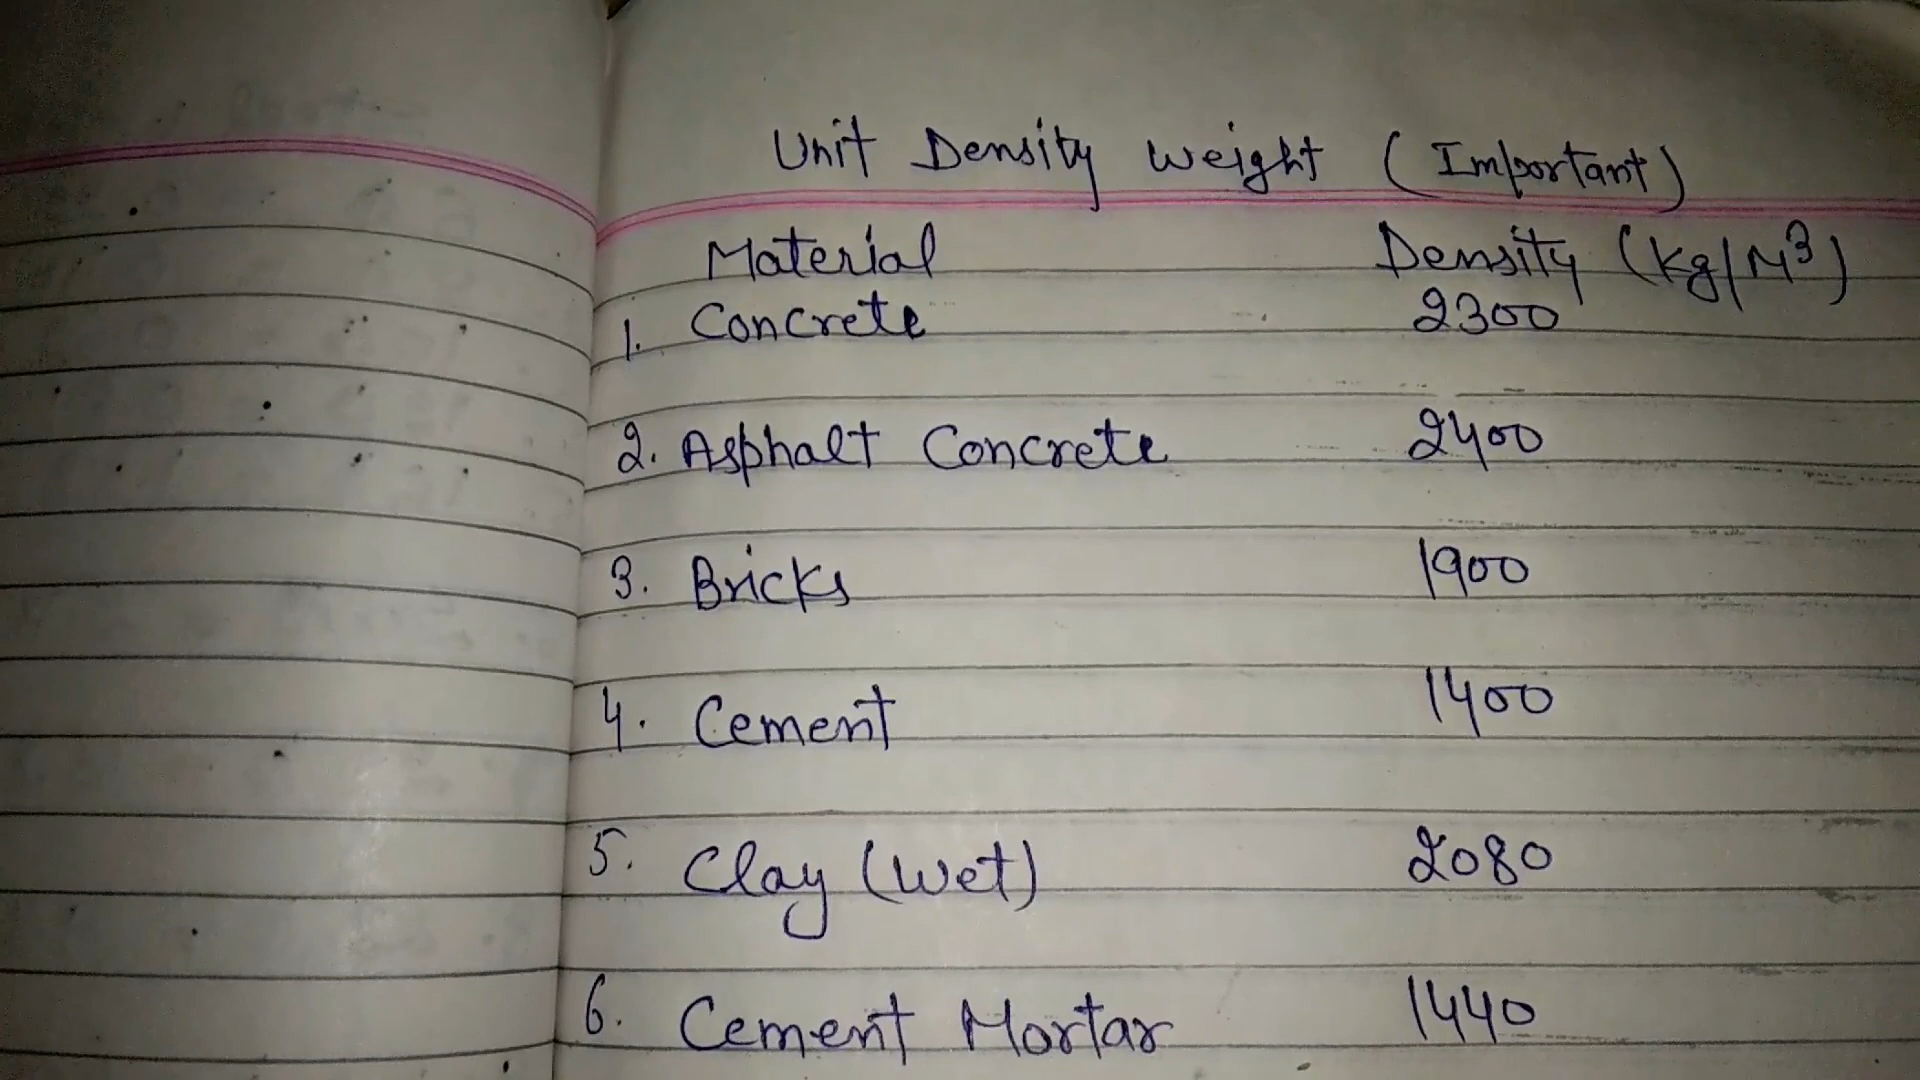 Unit Density Weight (Important)
Material Density (Kg/M³)
1. Concrete 2300
2. Asphalt Concrete 2400
3. Bricks 1900
4. Cement 1400
5. Clay (Wet) 2080
6. Cement Mortar 1440